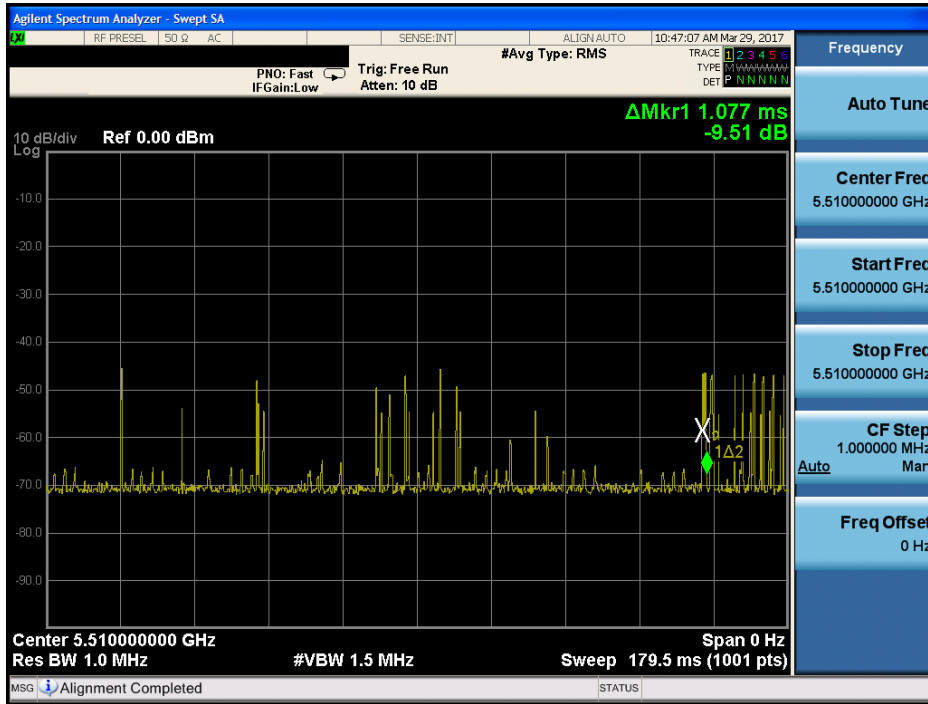 Agilent Spectrum Analyzer - Swept SA
LXI RF PRESEL 50 Ω AC SENSE:INT ALIGN AUTO 10:47:07 AM Mar 29, 2017
#Avg Type: RMS
TRACE 1 2 3 4 5 6
PNO: Fast Trig: Free Run
TYPE M W W W W W
IFGain:Low Atten: 10 dB
DET P N N N N N
ΔMkr1 1.077 ms
-9.51 dB
10 dB/div Ref 0.00 dBm
Log
-10.0
-20.0
-30.0
-40.0
-50.0
-60.0
-70.0
-80.0
-90.0
1Δ2
Center 5.510000000 GHz Span 0 Hz
Res BW 1.0 MHz #VBW 1.5 MHz Sweep 179.5 ms (1001 pts)
MSG Alignment Completed STATUS
Frequency
Auto Tune
Center Freq
5.510000000 GHz
Start Freq
5.510000000 GHz
Stop Freq
5.510000000 GHz
CF Step
1.000000 MHz
Auto Man
Freq Offset
0 Hz